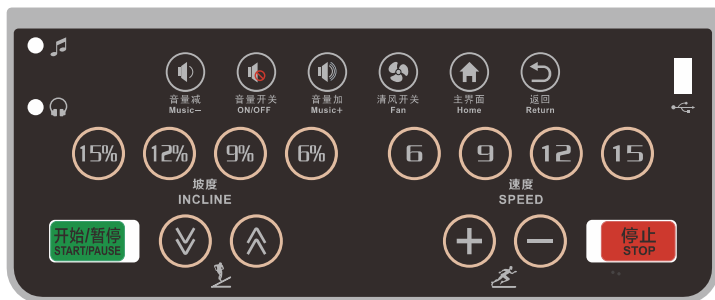 音量减
Music−
音量开关
ON/OFF
音量加
Music+
清风开关
Fan
主界面
Home
返回
Return
15%
12%
9%
6%
6
9
12
15
坡度
INCLINE
速度
SPEED
开始/暂停
START/PAUSE
+
−
停止
STOP